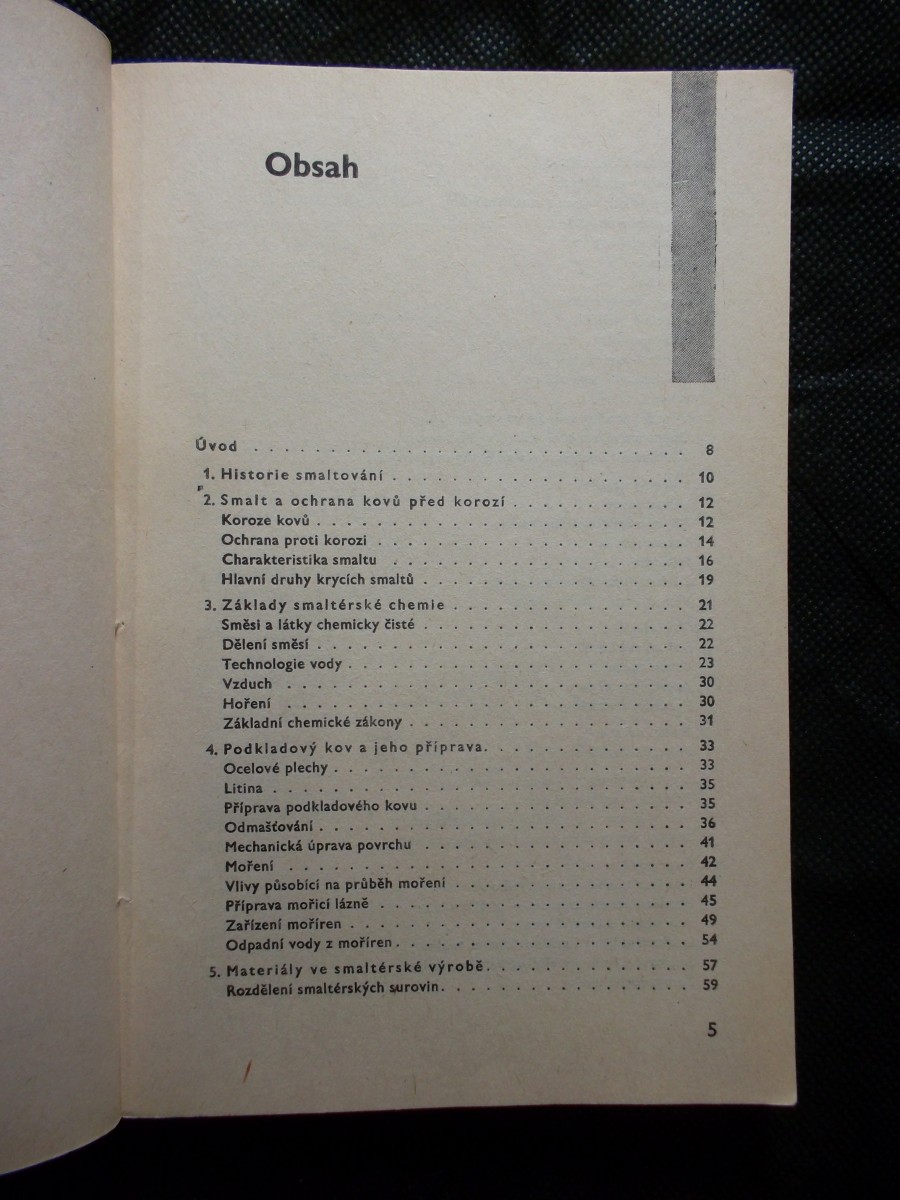 Obsah
Úvod . . . . . . . . . . . . . . . . . . . . . . . . . . . . 8
1. Historie smaltování . . . . . . . . . . . . . . . . . . . . 10
2. Smalt a ochrana kovů před korozí . . . . . . . . . . . . 12
Koroze kovů . . . . . . . . . . . . . . . . . . . . . . . . 12
Ochrana proti korozi . . . . . . . . . . . . . . . . . . . . 14
Charakteristika smaltu . . . . . . . . . . . . . . . . . . . 16
Hlavní druhy krycích smaltů . . . . . . . . . . . . . . . . . 19
3. Základy smaltérské chemie . . . . . . . . . . . . . . . . 21
Směsi a látky chemicky čisté . . . . . . . . . . . . . . . . . 22
Dělení směsí . . . . . . . . . . . . . . . . . . . . . . . . 22
Technologie vody . . . . . . . . . . . . . . . . . . . . . . 23
Vzduch . . . . . . . . . . . . . . . . . . . . . . . . . . 30
Hoření . . . . . . . . . . . . . . . . . . . . . . . . . . 30
Základní chemické zákony . . . . . . . . . . . . . . . . . . 31
4. Podkladový kov a jeho příprava. . . . . . . . . . . . . . 33
Ocelové plechy . . . . . . . . . . . . . . . . . . . . . . . 33
Litina . . . . . . . . . . . . . . . . . . . . . . . . . . . 35
Příprava podkladového kovu . . . . . . . . . . . . . . . . . 35
Odmašťování . . . . . . . . . . . . . . . . . . . . . . . . 36
Mechanická úprava povrchu . . . . . . . . . . . . . . . . . 41
Moření . . . . . . . . . . . . . . . . . . . . . . . . . . 42
Vlivy působící na průběh moření . . . . . . . . . . . . . . . 44
Příprava mořicí lázně . . . . . . . . . . . . . . . . . . . . 45
Zařízení moříren . . . . . . . . . . . . . . . . . . . . . . 49
Odpadní vody z moříren . . . . . . . . . . . . . . . . . . . 54
5. Materiály ve smaltérské výrobě. . . . . . . . . . . . . . 57
Rozdělení smaltérských surovin. . . . . . . . . . . . . . . . 59
5